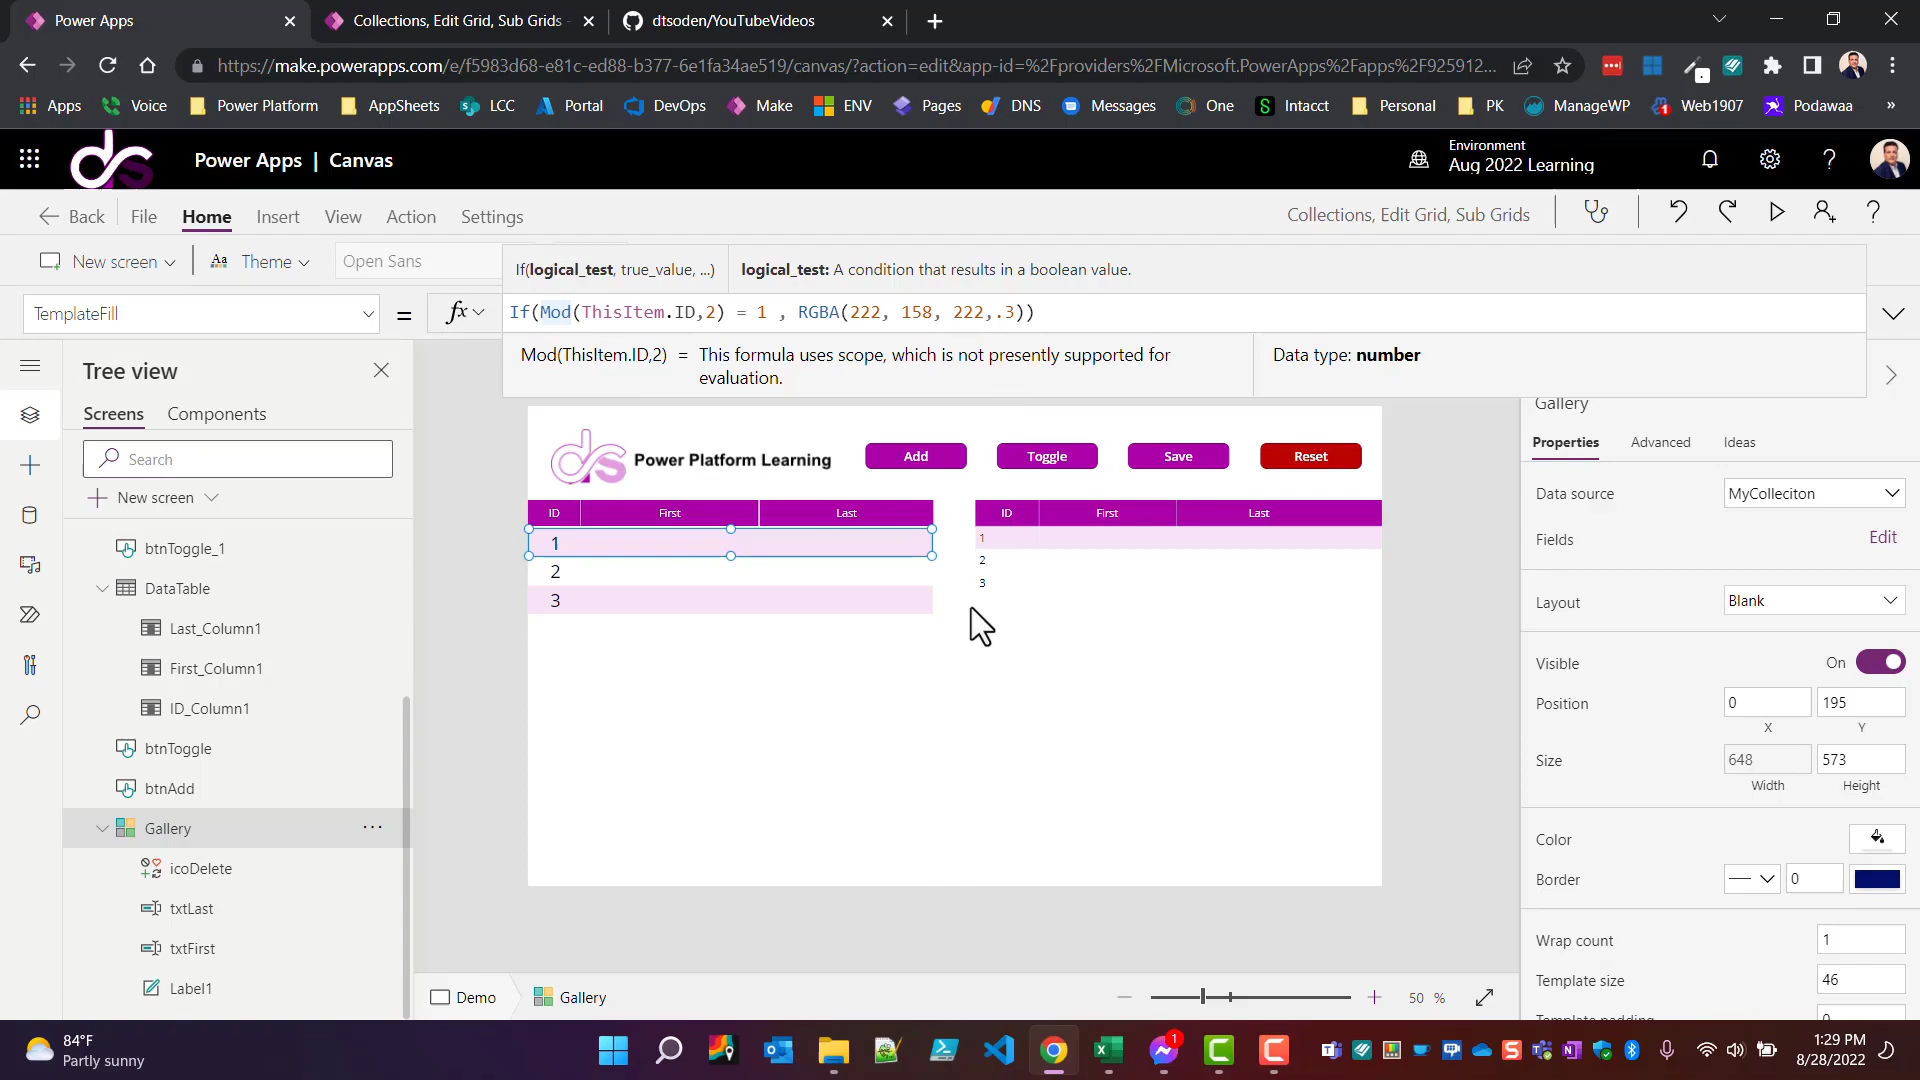 Power Apps
Collections, Edit Grid, Sub Grids -
dtsoden/YouTubeVideos
https://make.powerapps.com/e/f5983d68-e81c-ed88-b377-6e1fa34ae519/canvas/?action=edit&app-id=%2Fproviders%2FMicrosoft.PowerApps%2Fapps%2F925912...
Apps Voice Power Platform AppSheets LCC Portal DevOps Make ENV Pages DNS Messages One Intacct Personal PK ManageWP Web1907 Podawaa »
ds Power Apps | Canvas
Environment
Aug 2022 Learning
Back File Home Insert View Action Settings
Collections, Edit Grid, Sub Grids
New screen Theme Open Sans
If(logical_test, true_value, ...) logical_test: A condition that results in a boolean value.
TemplateFill = fx If(Mod(ThisItem.ID,2) = 1 , RGBA(222, 158, 222,.3))
Mod(ThisItem.ID,2) = This formula uses scope, which is not presently supported for evaluation.
Data type: number
Tree view
Screens Components
Search
New screen
btnToggle_1
DataTable
Last_Column1
First_Column1
ID_Column1
btnToggle
btnAdd
Gallery ...
icoDelete
txtLast
txtFirst
Label1
ds Power Platform Learning
Add Toggle Save Reset
ID First Last
1
2
3
ID First Last
1
2
3
Demo Gallery
50 %
Gallery
Properties Advanced Ideas
Data source MyColleciton
Fields Edit
Layout Blank
Visible On
Position 0 195
X Y
Size 648 573
Width Height
Color
Border 0
Wrap count 1
Template size 46
Template padding 0
84°F
Partly sunny
1
1:29 PM
8/28/2022